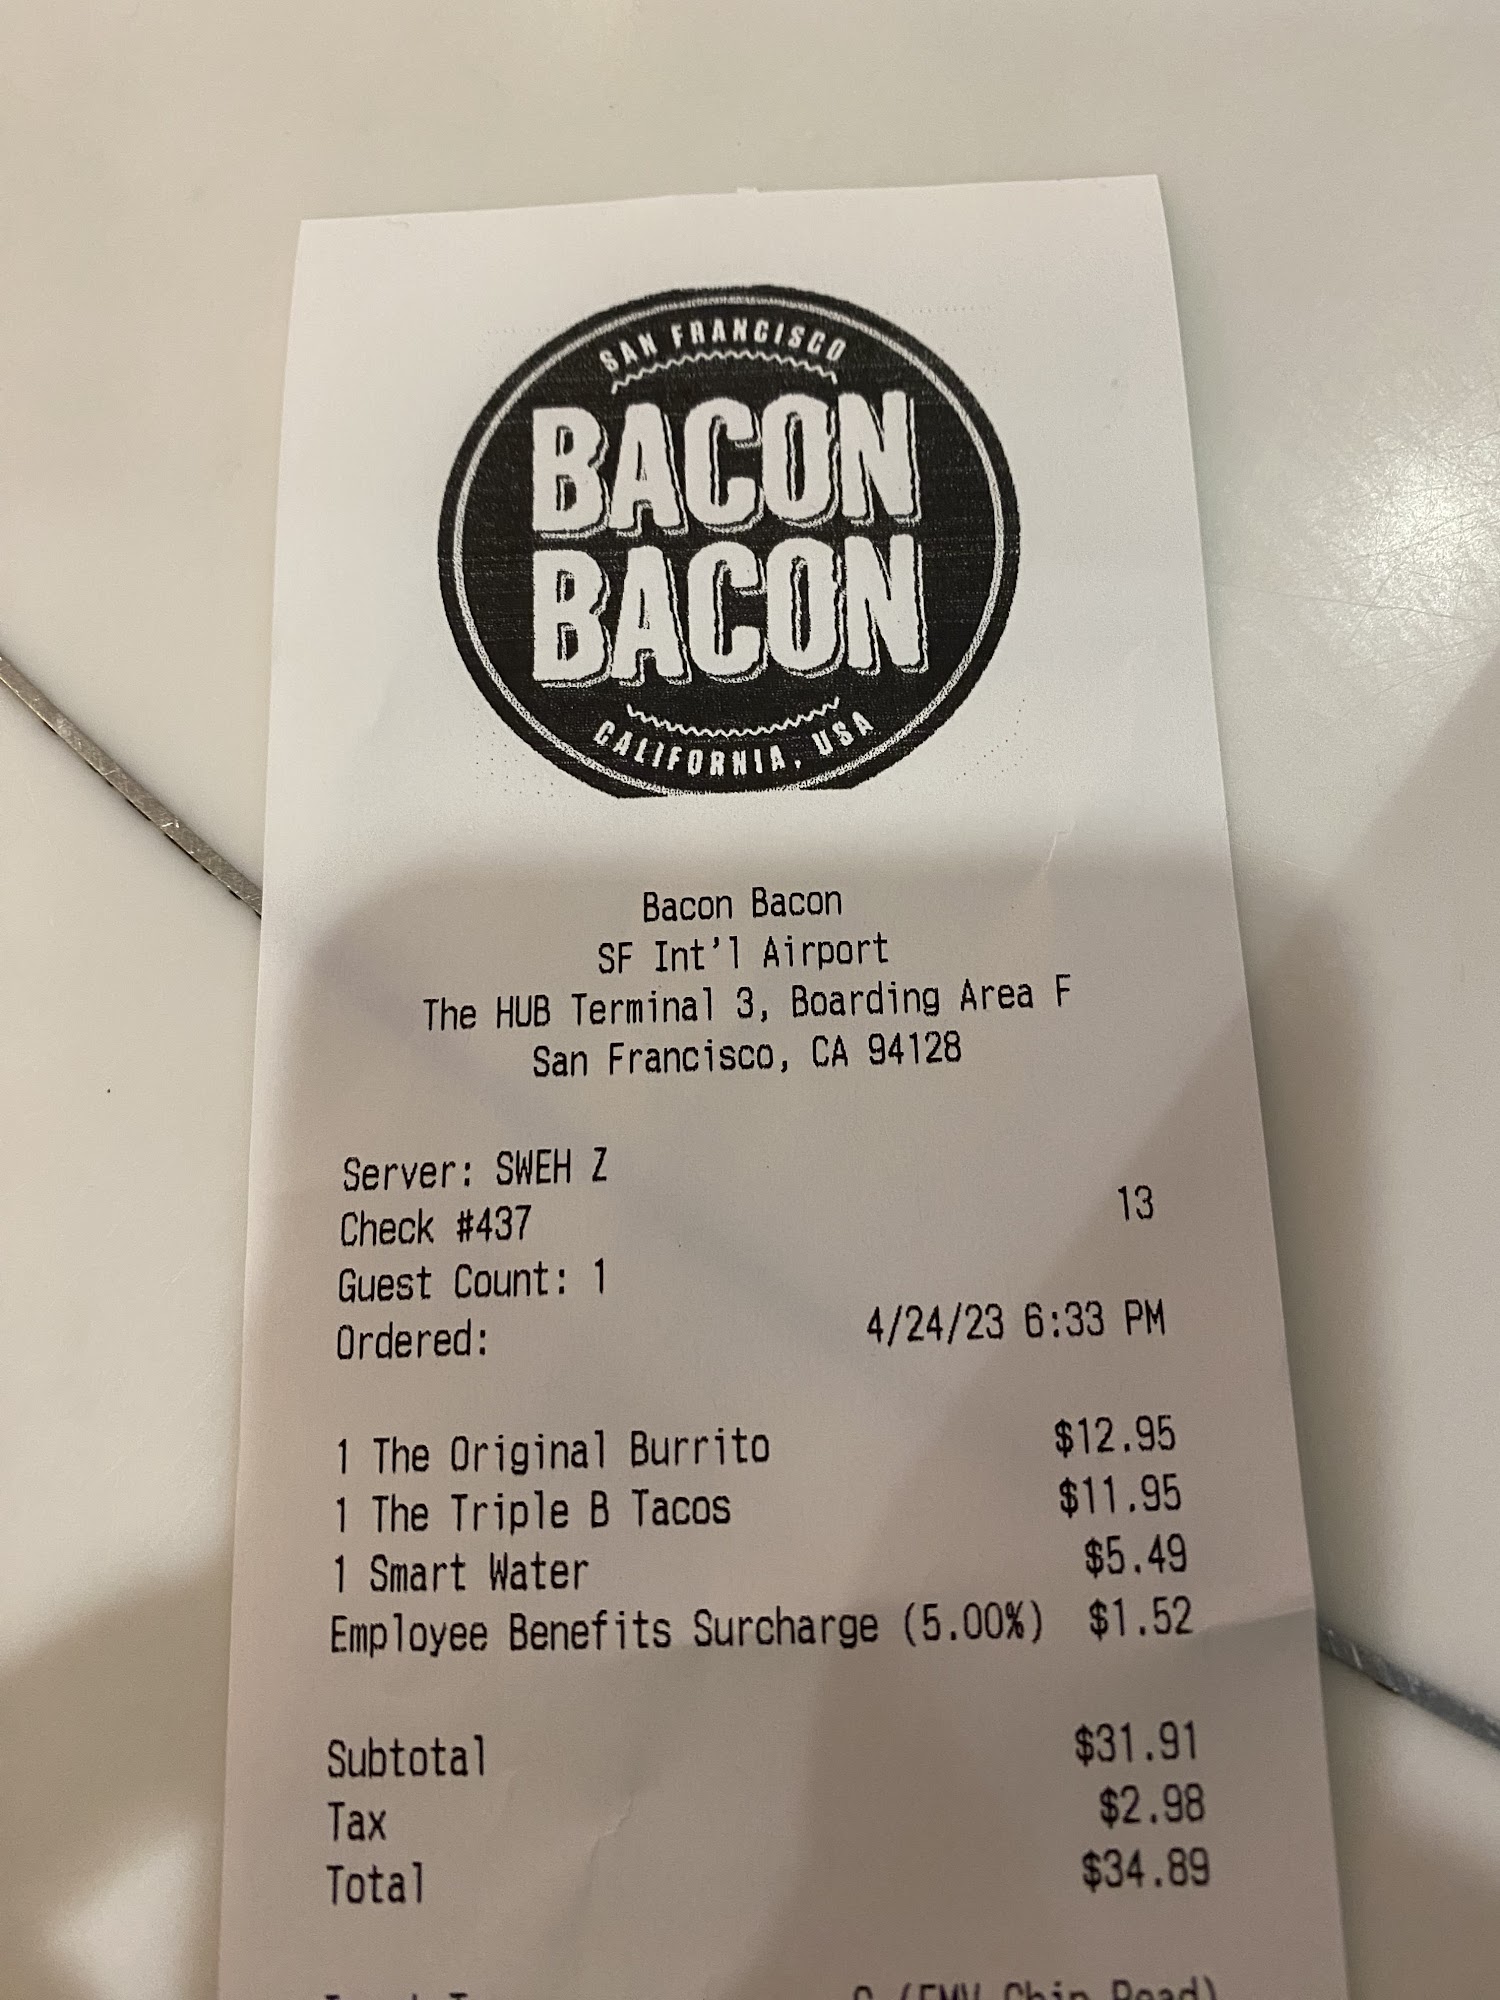 SAN FRANCISCO
BACON
BACON
CALIFORNIA, USA
Bacon Bacon
SF Int'l Airport
The HUB Terminal 3, Boarding Area F
San Francisco, CA 94128
Server: SWEH Z
Check #437 13
Guest Count: 1
Ordered: 4/24/23 6:33 PM
1 The Original Burrito $12.95
1 The Triple B Tacos $11.95
1 Smart Water $5.49
Employee Benefits Surcharge (5.00%) $1.52
Subtotal $31.91
Tax $2.98
Total $34.89
(EMV Chip Read)